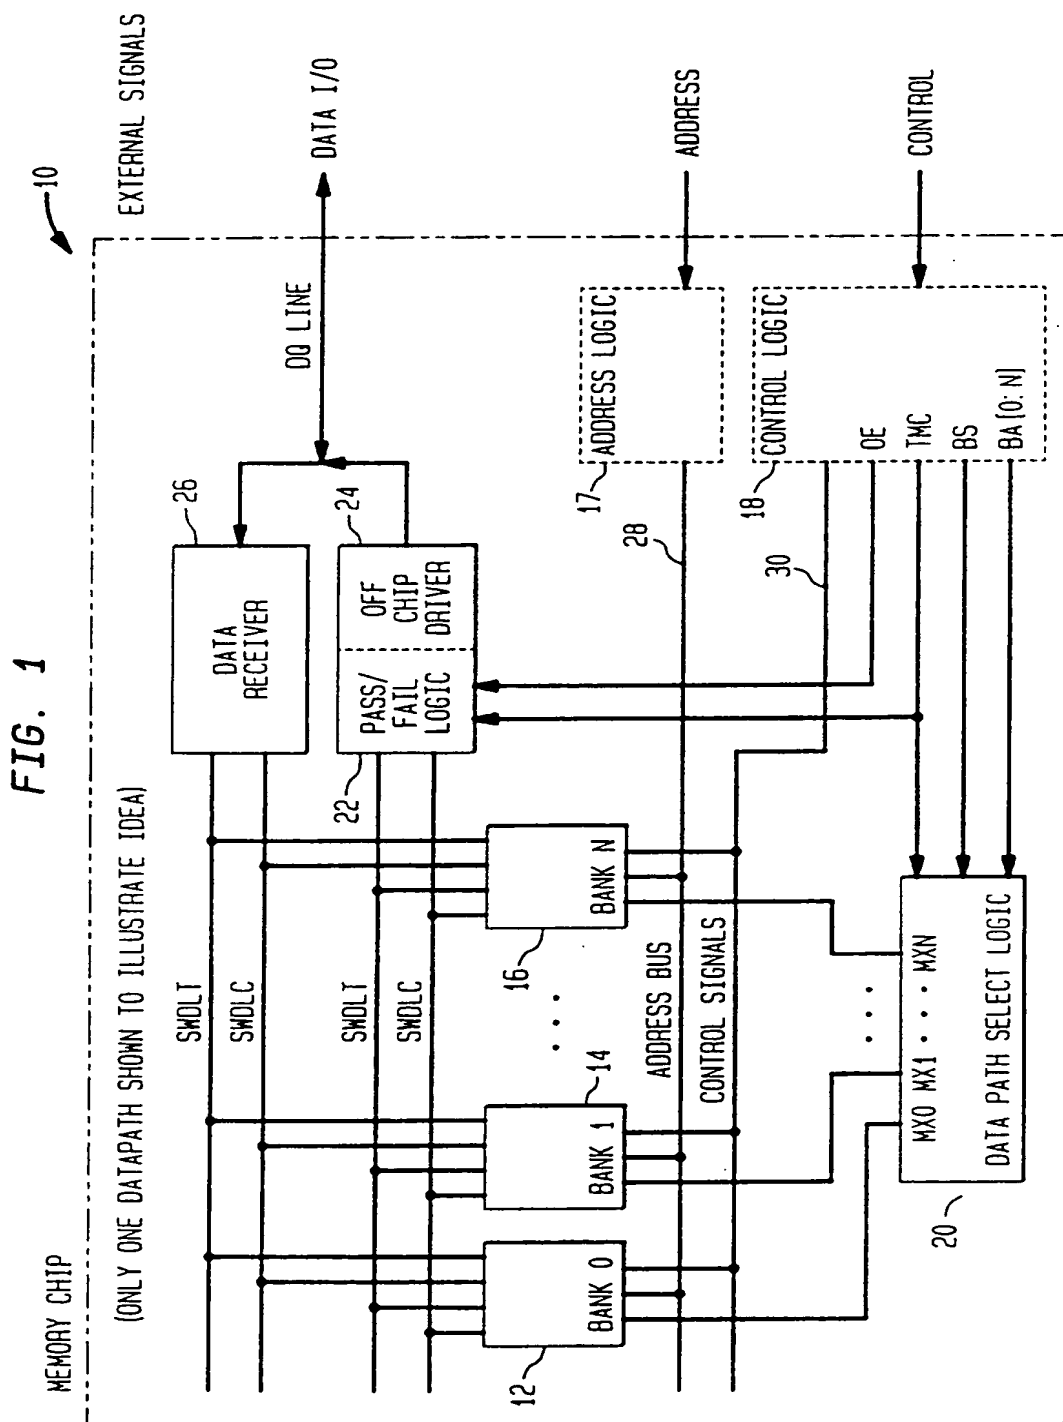 FIG. 1
10
MEMORY CHIP
EXTERNAL SIGNALS
(ONLY ONE DATAPATH SHOWN TO ILLUSTRATE IDEA)
SWDLT
SWDLC
DATA
RECEIVER
26
DQ LINE
DATA I/O
SWDLT
SWDLC
22
PASS/
FAIL
LOGIC
OFF
CHIP
DRIVER
24
12
BANK 0
BANK 1
14
16
BANK N
ADDRESS BUS
28
17
ADDRESS LOGIC
ADDRESS
CONTROL SIGNALS
30
18
CONTROL LOGIC
OE
TMC
BS
BA(0:N)
CONTROL
MX0 MX1 ... MXN
DATA PATH SELECT LOGIC
20